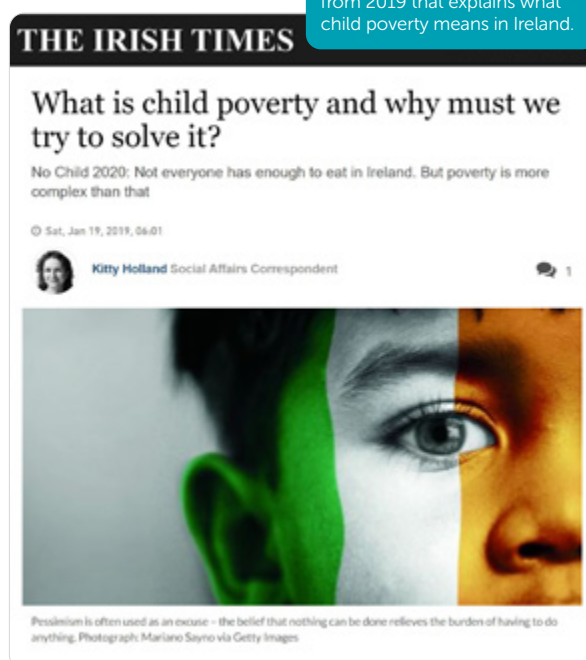 from 2019 that explains what
child poverty means in Ireland.
THE IRISH TIMES
What is child poverty and why must we
try to solve it?
No Child 2020: Not everyone has enough to eat in Ireland. But poverty is more
complex than that
Sat, Jan 19, 2019, 06:01
Kitty Holland Social Affairs Correspondent
1
Pessimism is often used as an excuse – the belief that nothing can be done relieves the burden of having to do
anything. Photograph: Mariano Sayno via Getty Images